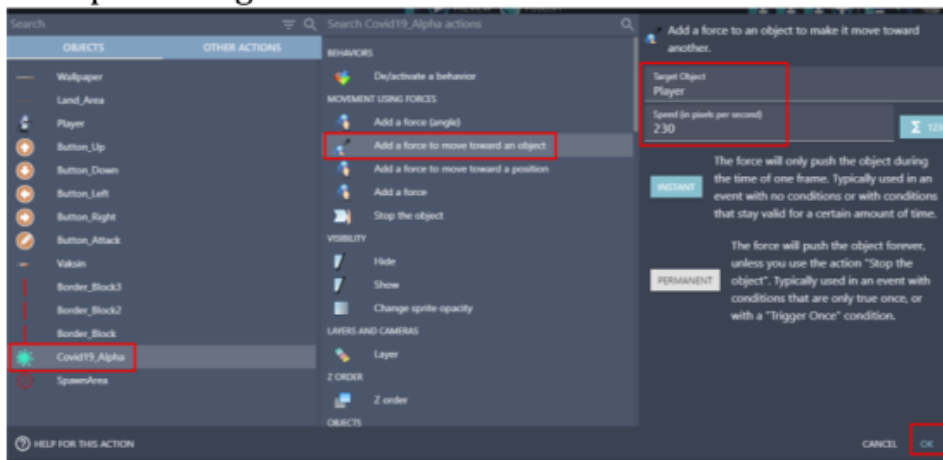 Search
OBJECTS
OTHER ACTIONS
Wallpaper
Land_Area
Player
Button_Up
Button_Down
Button_Left
Button_Right
Button_Attack
Vaksin
Border_Block3
Border_Block2
Border_Block
Covid19_Alpha
SpawnArea
HELP FOR THIS ACTION
Search Covid19_Alpha actions
BEHAVIORS
De/activate a behavior
MOVEMENT USING FORCES
Add a force (angle)
Add a force to move toward an object
Add a force to move toward a position
Add a force
Stop the object
VISIBILITY
Hide
Show
Change sprite opacity
LAYERS AND CAMERAS
Layer
Z ORDER
Z order
OBJECTS
Add a force to an object to make it move toward
another.
Target Object
Player
Speed (in pixels per second)
230
Σ 123
INSTANT
The force will only push the object during
the time of one frame. Typically used in an
event with no conditions or with conditions
that stay valid for a certain amount of time.
PERMANENT
The force will push the object forever,
unless you use the action "Stop the
object". Typically used in an event with
conditions that are only true once, or
with a "Trigger Once" condition.
CANCEL
OK